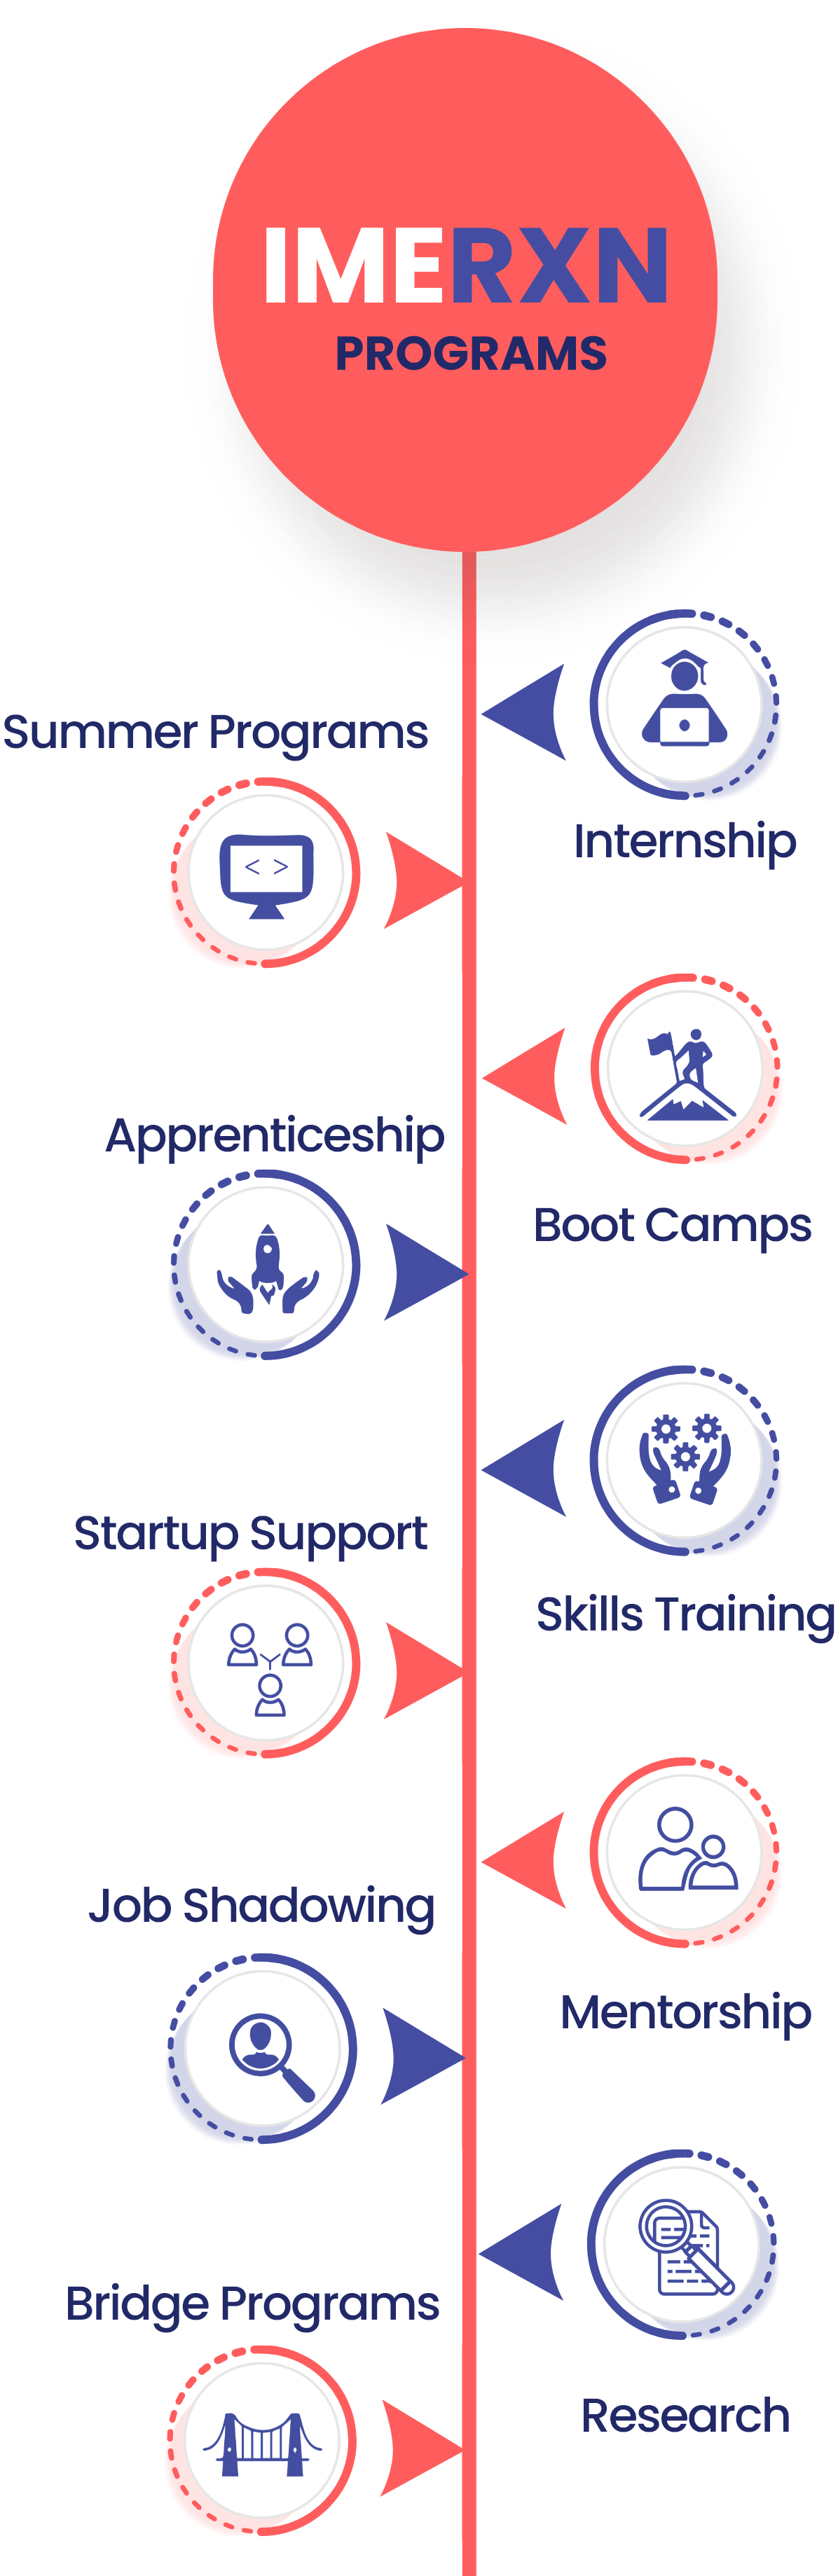 IMERXN
PROGRAMS
Summer Programs
Internship
< >
Apprenticeship
Boot Camps
Startup Support
Skills Training
Job Shadowing
Mentorship
Bridge Programs
Research